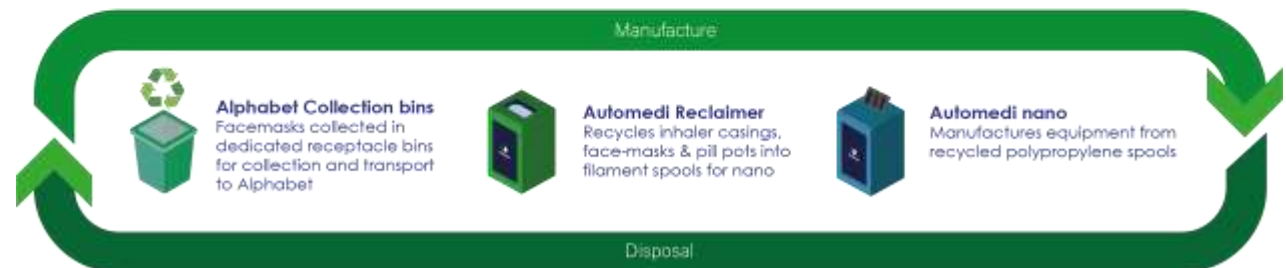 Manufacture
Alphabet Collection bins
Facemasks collected in
dedicated receptacle bins
for collection and transport
to Alphabet
Automedi Reclaimer
Recycles inhaler casings,
face-masks & pill pots into
filament spools for nano
Automedi nano
Manufactures equipment from
recycled polypropylene spools
Disposal